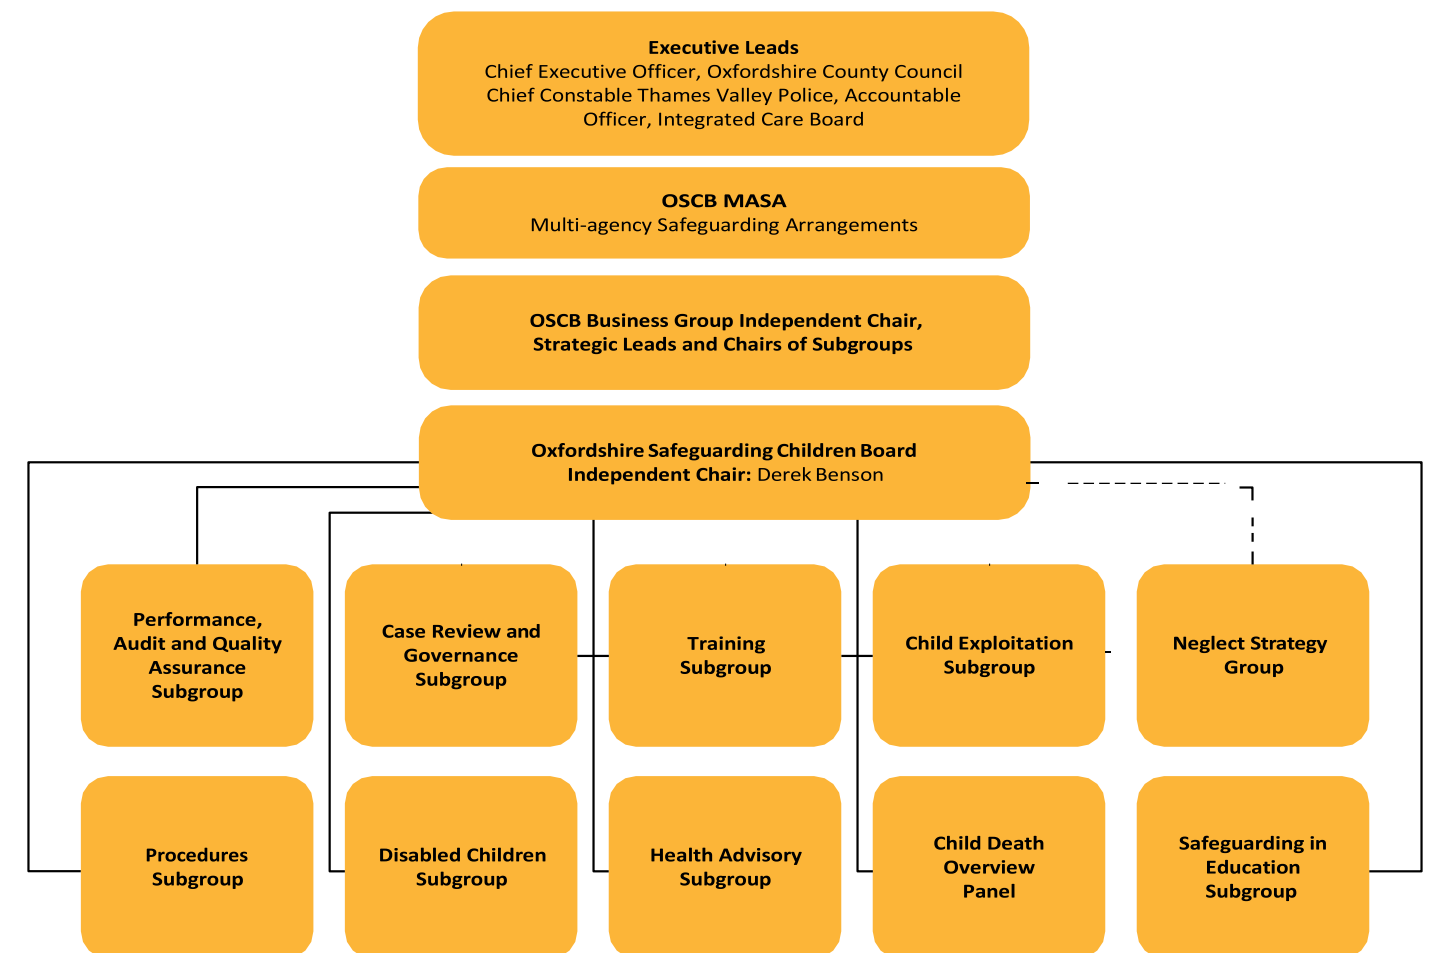 Executive Leads
Chief Executive Officer, Oxfordshire County Council
Chief Constable Thames Valley Police, Accountable
Officer, Integrated Care Board
OSCB MASA
Multi-agency Safeguarding Arrangements
OSCB Business Group Independent Chair,
Strategic Leads and Chairs of Subgroups
Oxfordshire Safeguarding Children Board
Independent Chair: Derek Benson
Performance,
Audit and Quality
Assurance
Subgroup
Case Review and
Governance
Subgroup
Training
Subgroup
Child Exploitation
Subgroup
Neglect Strategy
Group
Procedures
Subgroup
Disabled Children
Subgroup
Health Advisory
Subgroup
Child Death
Overview
Panel
Safeguarding in
Education
Subgroup